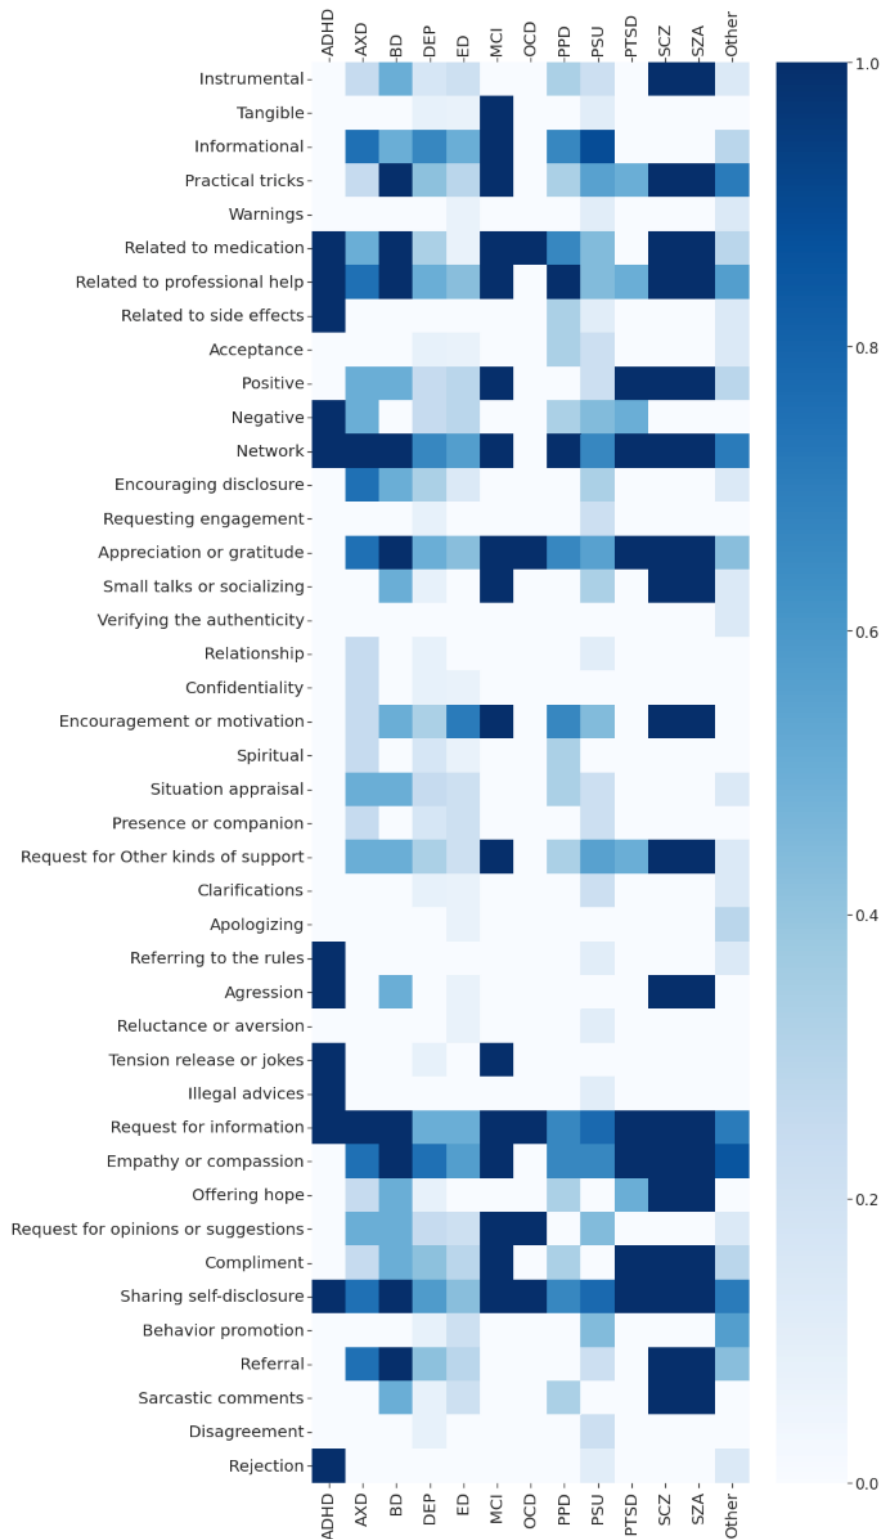 ADHD
AXD
BD
DEP
ED
MCI
OCD
PPD
PSU
PTSD
SCZ
SZA
Other
Instrumental
Tangible
Informational
Practical tricks
Warnings
Related to medication
Related to professional help
Related to side effects
Acceptance
Positive
Negative
Network
Encouraging disclosure
Requesting engagement
Appreciation or gratitude
Small talks or socializing
Verifying the authenticity
Relationship
Confidentiality
Encouragement or motivation
Spiritual
Situation appraisal
Presence or companion
Request for Other kinds of support
Clarifications
Apologizing
Referring to the rules
Agression
Reluctance or aversion
Tension release or jokes
Illegal advices
Request for information
Empathy or compassion
Offering hope
Request for opinions or suggestions
Compliment
Sharing self-disclosure
Behavior promotion
Referral
Sarcastic comments
Disagreement
Rejection
ADHD
AXD
BD
DEP
ED
MCI
OCD
PPD
PSU
PTSD
SCZ
SZA
Other
1.0
0.8
0.6
0.4
0.2
0.0